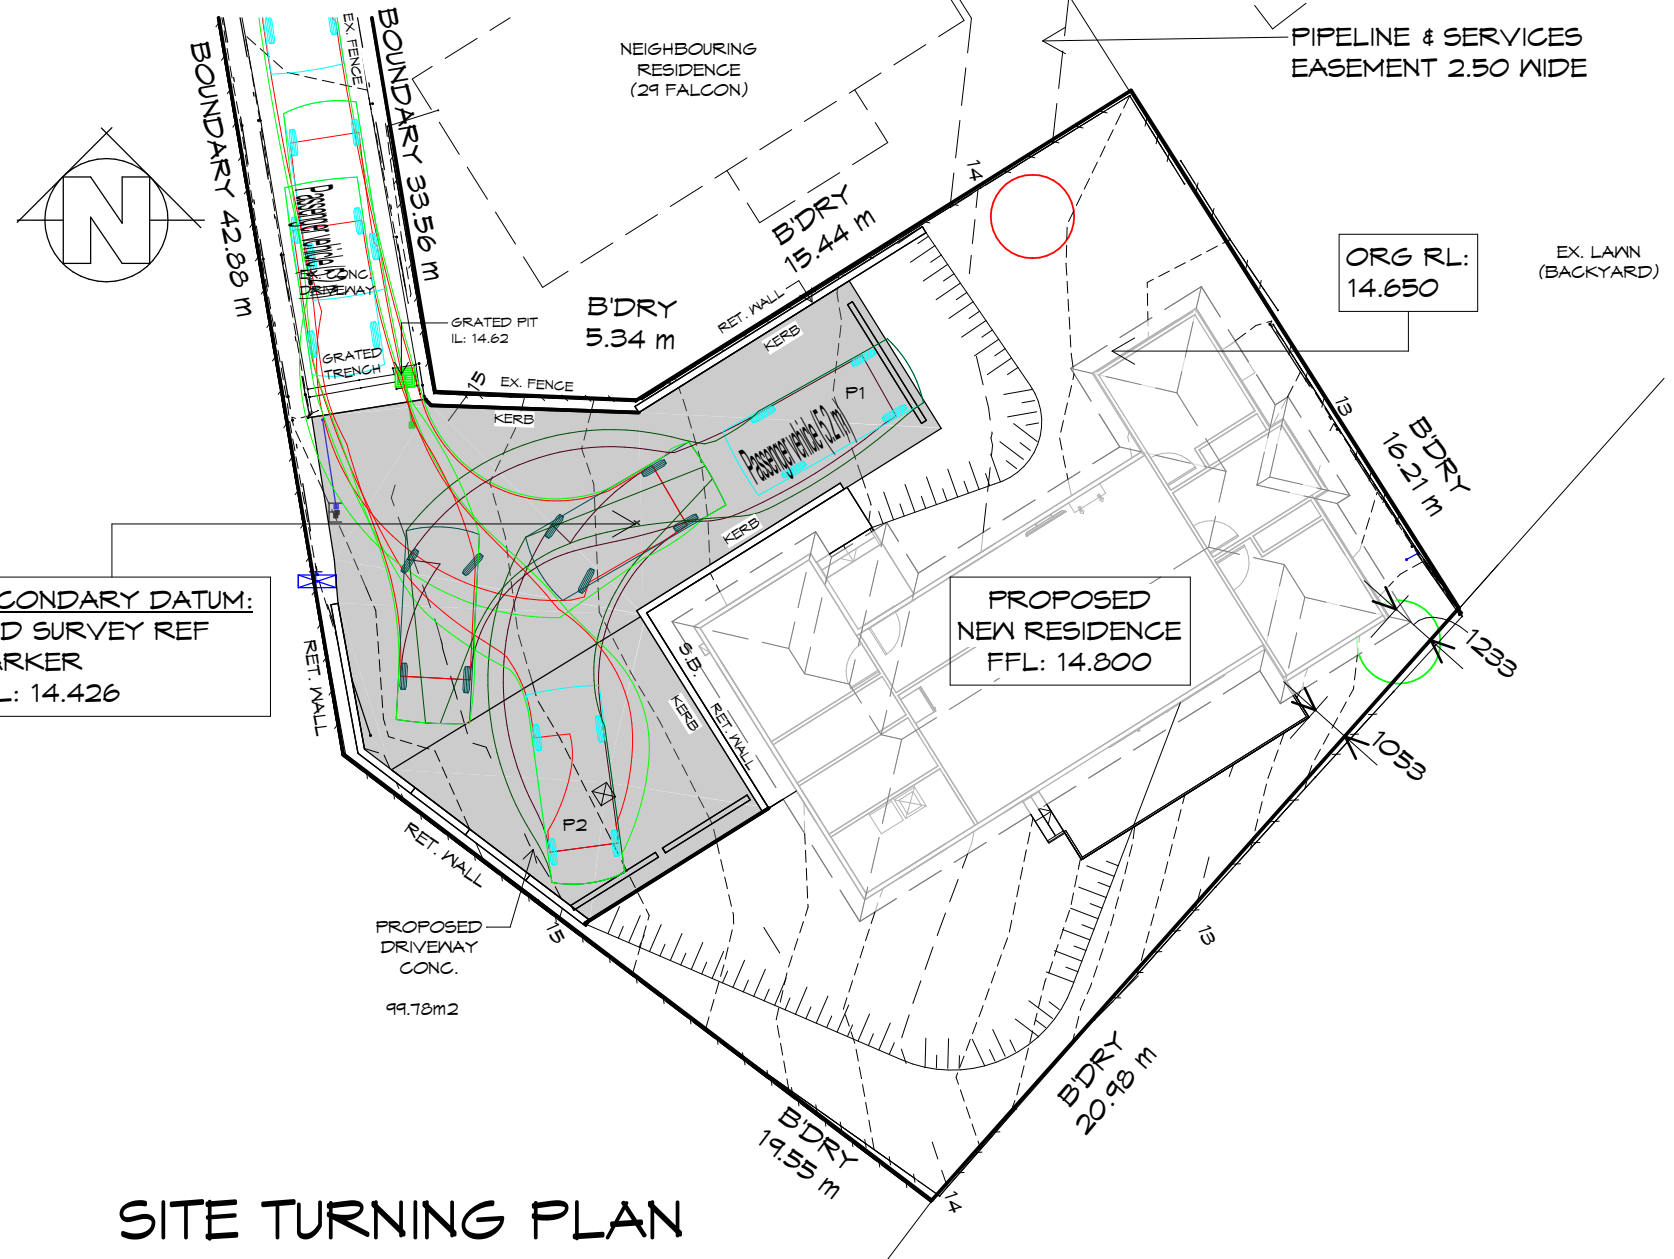 PIPELINE & SERVICES
EASEMENT 2.50 WIDE
NEIGHBOURING
RESIDENCE
(29 FALCON)
BOUNDARY 42.88 m
EX. FENCE
BOUNDARY 33.56 m
N
Passenger vehicle
EX. CONC.
DRIVEWAY
GRATED
TRENCH
GRATED PIT
IL: 14.62
B'DRY
5.34 m
B'DRY
15.44 m
14
RET. WALL
KERB
15
EX. FENCE
KERB
P1
Passenger vehicle (5.2 m)
KERB
ORG RL:
14.650
EX. LAWN
(BACKYARD)
13
B'DRY
16.21 m
CONDARY DATUM:
D SURVEY REF
ARKER
L: 14.426
RET. WALL
S.B.
KERB
RET. WALL
PROPOSED
NEW RESIDENCE
FFL: 14.800
1233
1053
P2
RET. WALL
PROPOSED
DRIVEWAY
CONC.
99.78m2
15
13
B'DRY
20.98 m
B'DRY
19.55 m
14
SITE TURNING PLAN